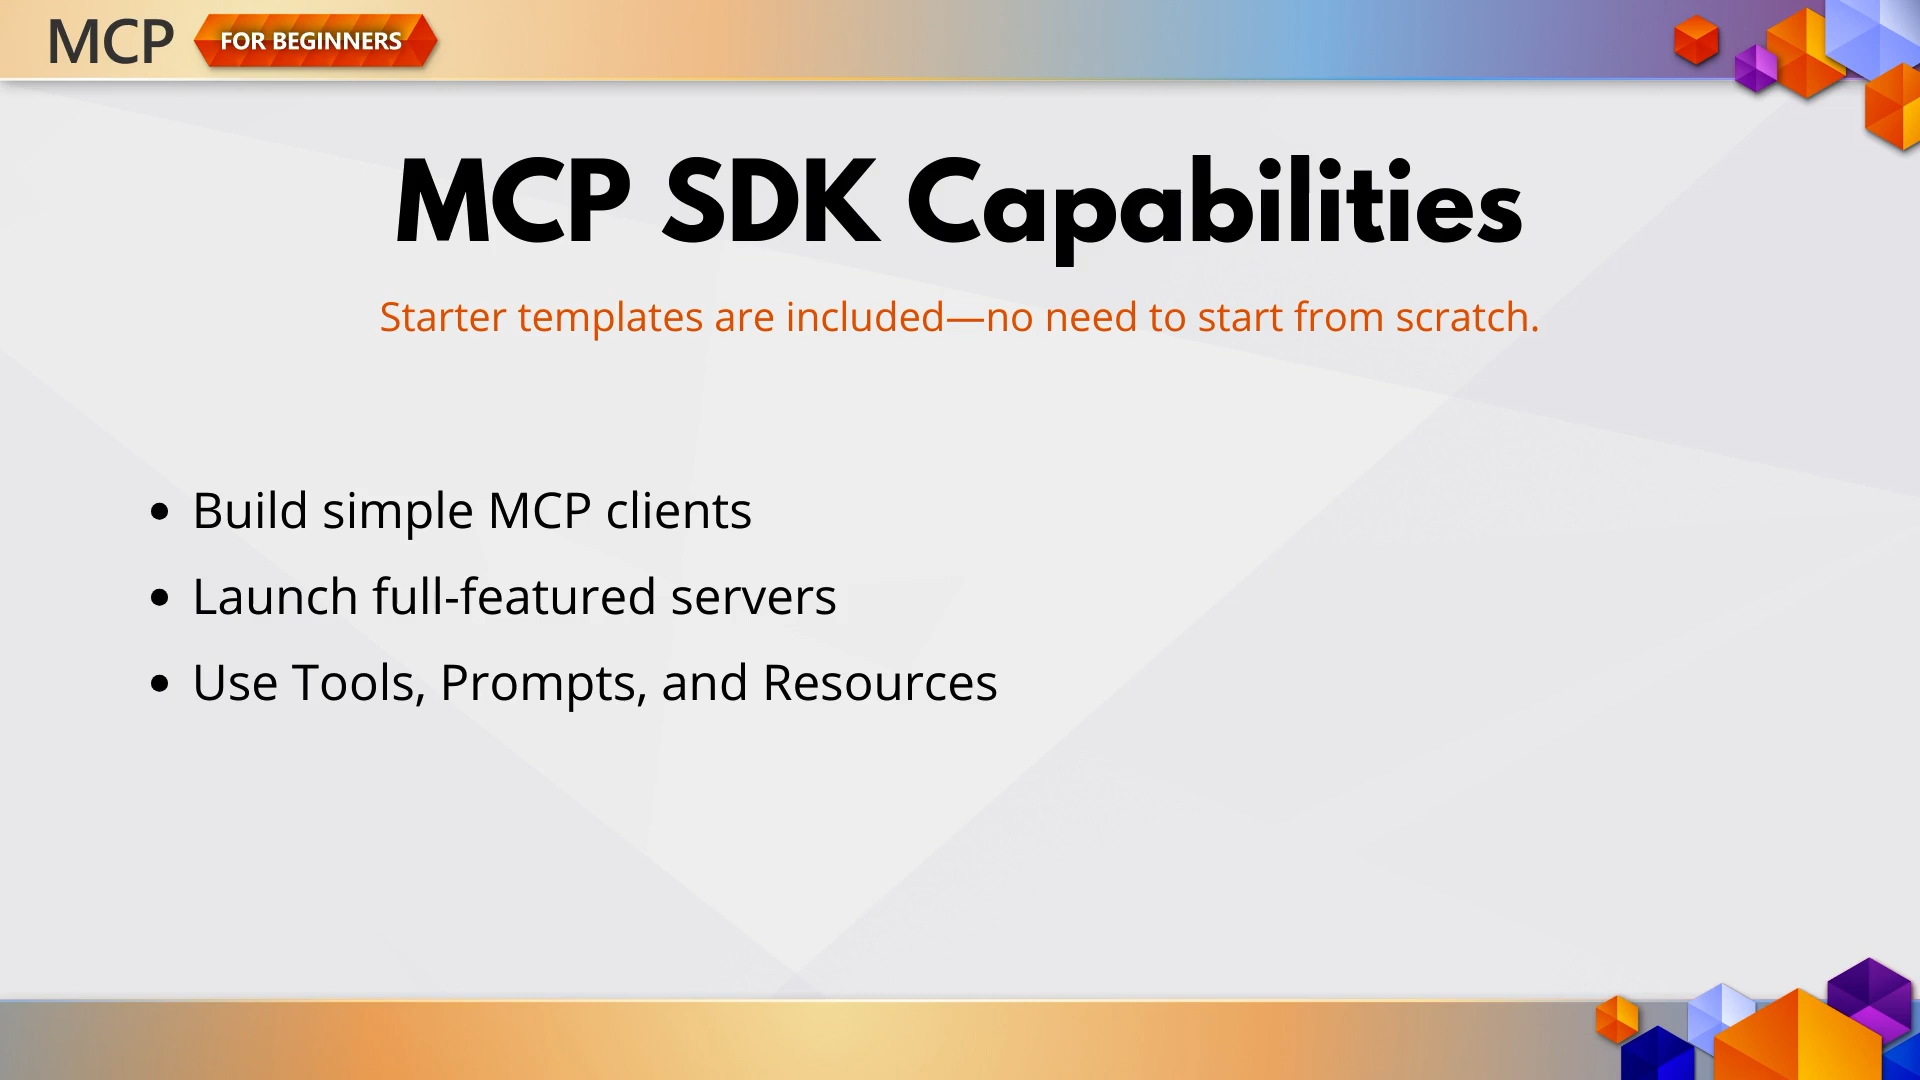 MCP FOR BEGINNERS
MCP SDK Capabilities
Starter templates are included—no need to start from scratch.
• Build simple MCP clients
• Launch full-featured servers
• Use Tools, Prompts, and Resources